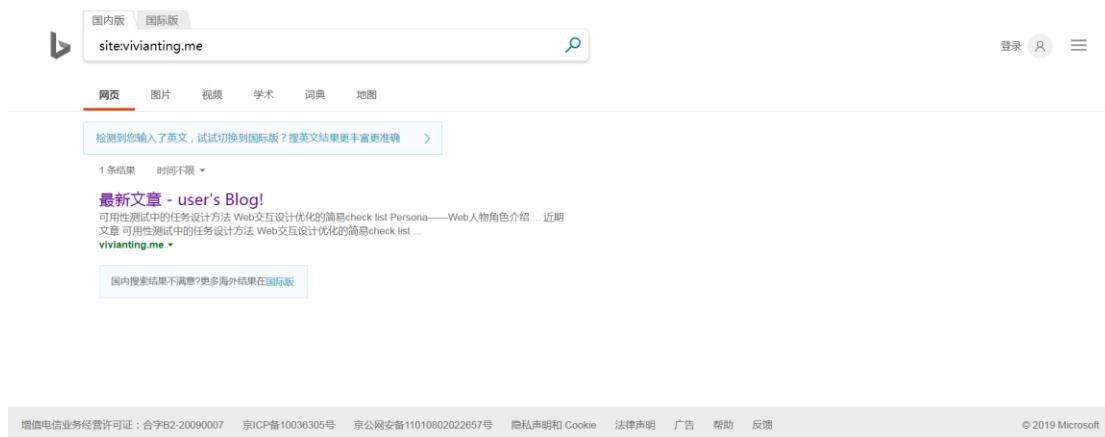 国内版 国际版
site:vivianting.me
登录
网页 图片 视频 学术 词典 地图
检测到您输入了英文，试试切换到国际版？搜英文结果更丰富更准确
1 条结果 时间不限
最新文章 - user's Blog!
可用性测试中的任务设计方法 Web交互设计优化的简易check list Persona——Web人物角色介绍 ... 近期
文章 可用性测试中的任务设计方法 Web交互设计优化的简易check list ...
vivianting.me
国内搜索结果不满意?更多海外结果在国际版
增值电信业务经营许可证：合字B2-20090007 京ICP备10036305号 京公网安备11010802022657号 隐私声明和 Cookie 法律声明 广告 帮助 反馈 © 2019 Microsoft